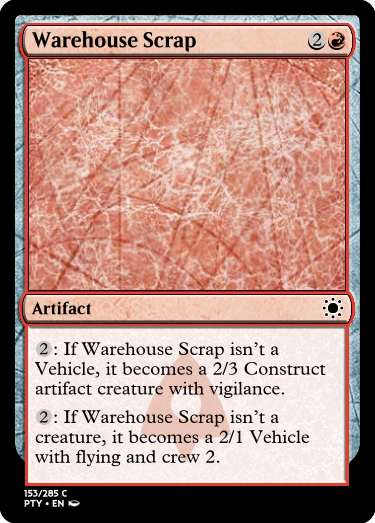 Warehouse Scrap 2
Artifact
2: If Warehouse Scrap isn't a
Vehicle, it becomes a 2/3 Construct
artifact creature with vigilance.
2: If Warehouse Scrap isn't a
creature, it becomes a 2/1 Vehicle
with flying and crew 2.
153/285 C
PTY • EN